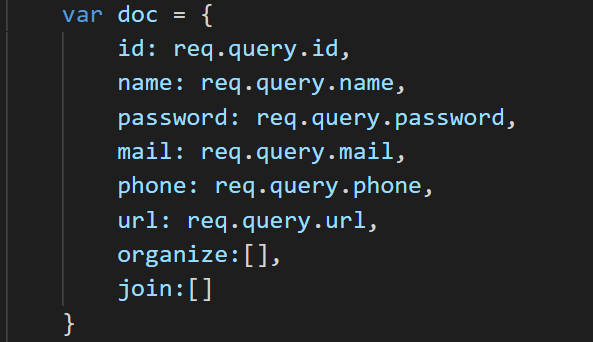 var doc = {
    id: req.query.id,
    name: req.query.name,
    password: req.query.password,
    mail: req.query.mail,
    phone: req.query.phone,
    url: req.query.url,
    organize:[],
    join:[]
}